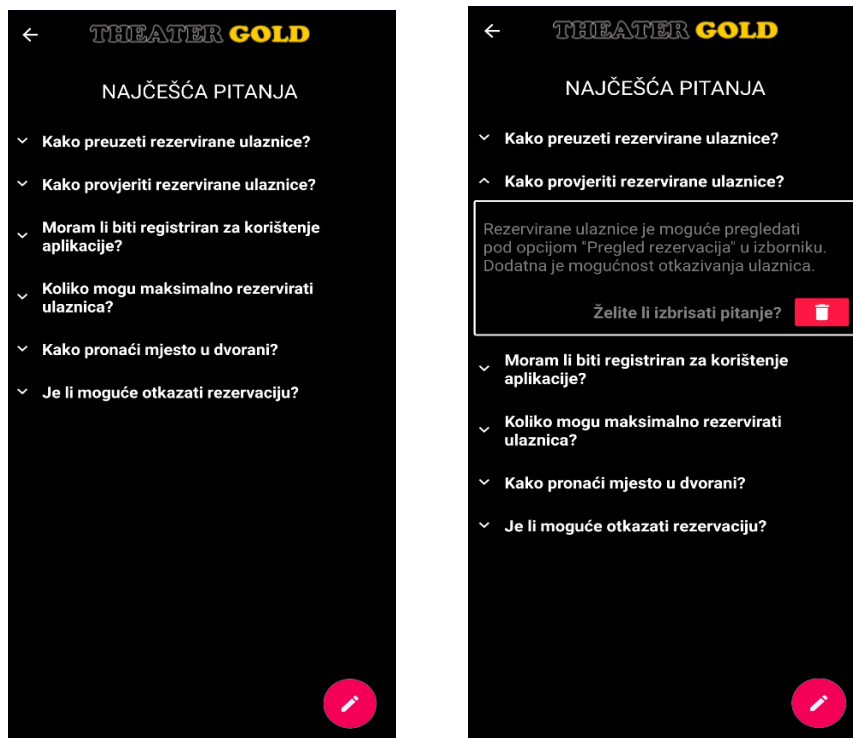 THEATER GOLD
NAJČEŠĆA PITANJA
Kako preuzeti rezervirane ulaznice?
Kako provjeriti rezervirane ulaznice?
Moram li biti registriran za korištenje
aplikacije?
Koliko mogu maksimalno rezervirati
ulaznica?
Kako pronaći mjesto u dvorani?
Je li moguće otkazati rezervaciju?
THEATER GOLD
NAJČEŠĆA PITANJA
Kako preuzeti rezervirane ulaznice?
Kako provjeriti rezervirane ulaznice?
Rezervirane ulaznice je moguće pregledati
pod opcijom "Pregled rezervacija" u izborniku.
Dodatna je mogućnost otkazivanja ulaznica.
Želite li izbrisati pitanje?
Moram li biti registriran za korištenje
aplikacije?
Koliko mogu maksimalno rezervirati
ulaznica?
Kako pronaći mjesto u dvorani?
Je li moguće otkazati rezervaciju?